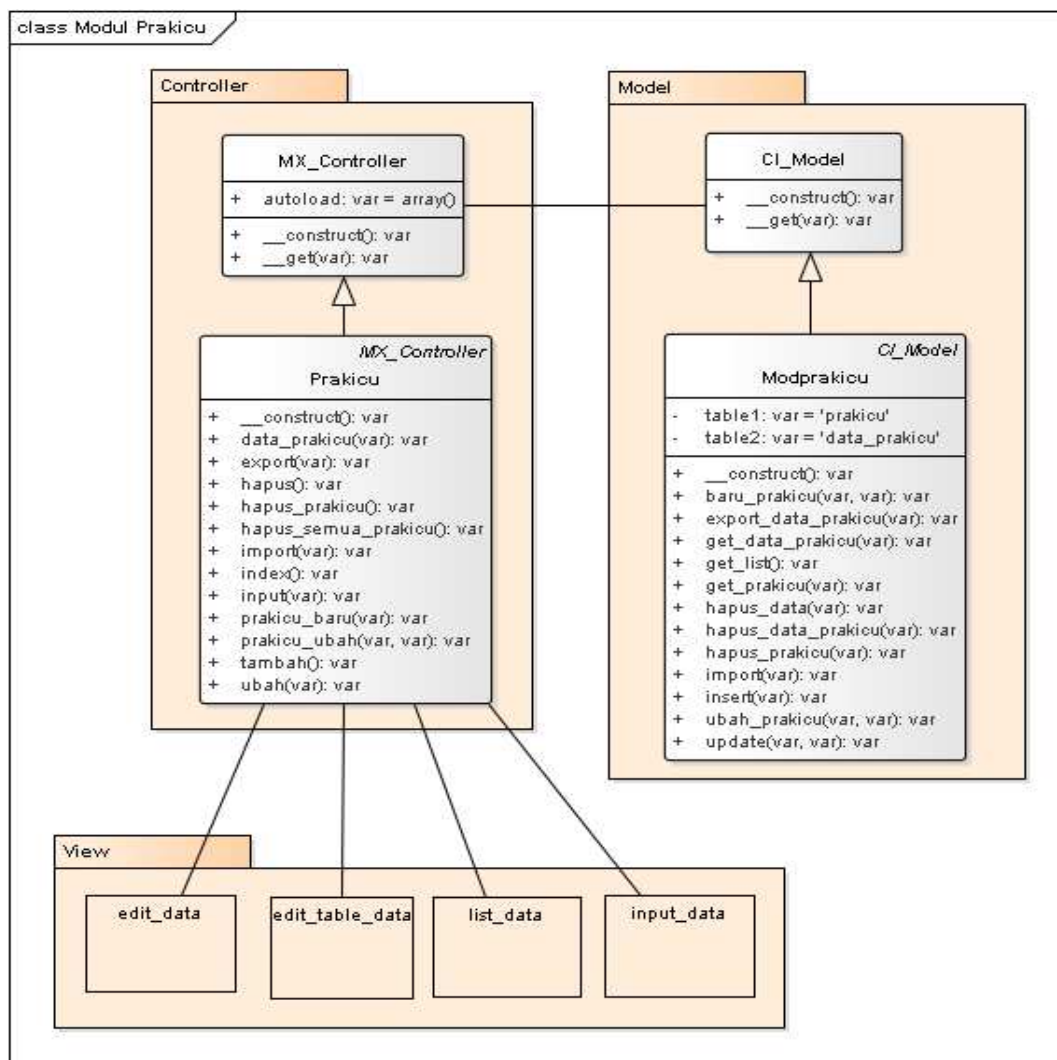 class Modul Prakicu
Controller
MX_Controller
+ autoload: var = array()
+ __construct(): var
+ __get(var): var
MX_Controller
Prakicu
+ __construct(): var
+ data_prakicu(var): var
+ export(var): var
+ hapus(): var
+ hapus_prakicu(): var
+ hapus_semua_prakicu(): var
+ import(var): var
+ index(): var
+ input(var): var
+ prakicu_baru(var): var
+ prakicu_ubah(var, var): var
+ tambah(): var
+ ubah(var): var
Model
CI_Model
+ __construct(): var
+ __get(var): var
CI_Model
Modprakicu
- table1: var = 'prakicu'
- table2: var = 'data_prakicu'
+ __construct(): var
+ baru_prakicu(var, var): var
+ export_data_prakicu(var): var
+ get_data_prakicu(var): var
+ get_list(): var
+ get_prakicu(var): var
+ hapus_data(var): var
+ hapus_data_prakicu(var): var
+ hapus_prakicu(var): var
+ import(var): var
+ insert(var): var
+ ubah_prakicu(var, var): var
+ update(var, var): var
View
edit_data
edit_table_data
list_data
input_data